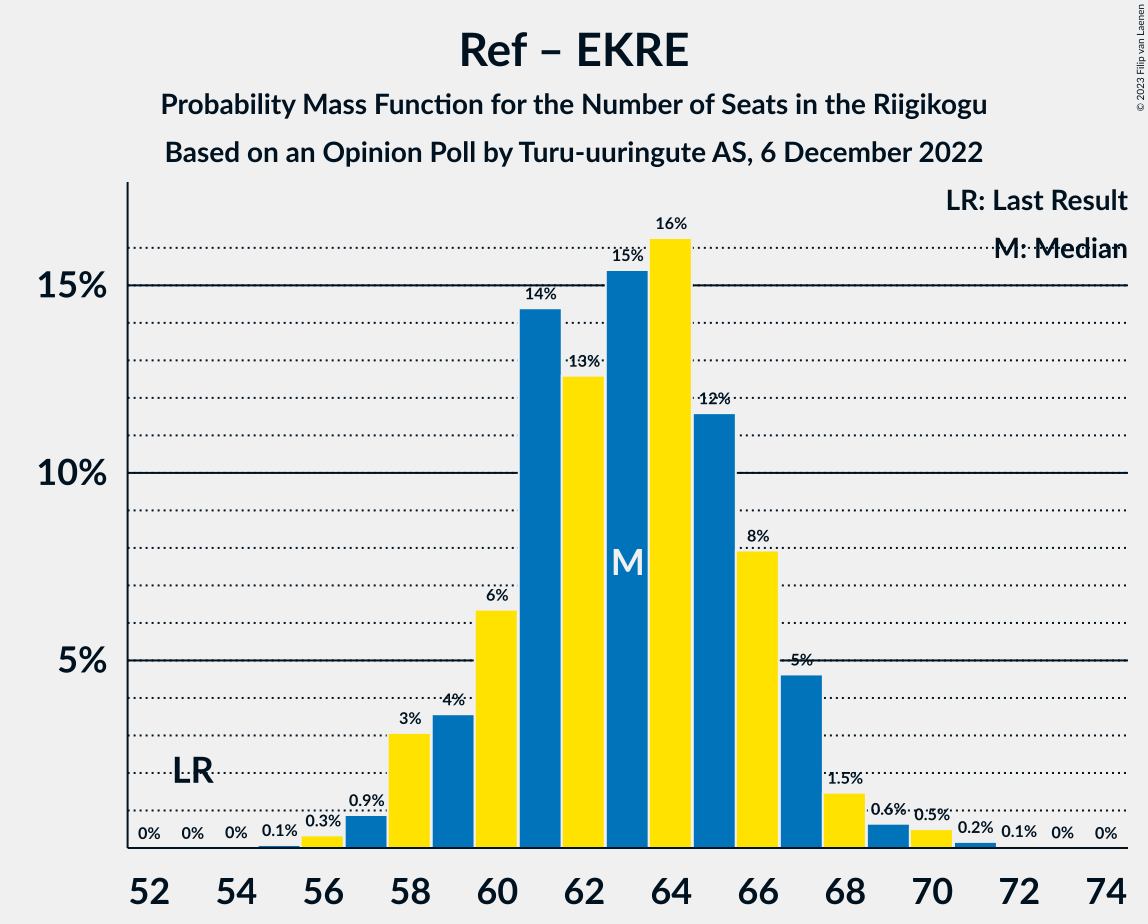 Ref – EKRE
Probability Mass Function for the Number of Seats in the Riigikogu
Based on an Opinion Poll by Turu-uuringute AS, 6 December 2022
© 2023 Filip van Laenen
LR: Last Result
M: Median
15%
10%
5%
0% 0% 0% 0.1% 0.3% 0.9% 3% 4% 6% 14% 13% 15% 16% 12% 8% 5% 1.5% 0.6% 0.5% 0.2% 0.1% 0% 0%
LR
M
52 54 56 58 60 62 64 66 68 70 72 74